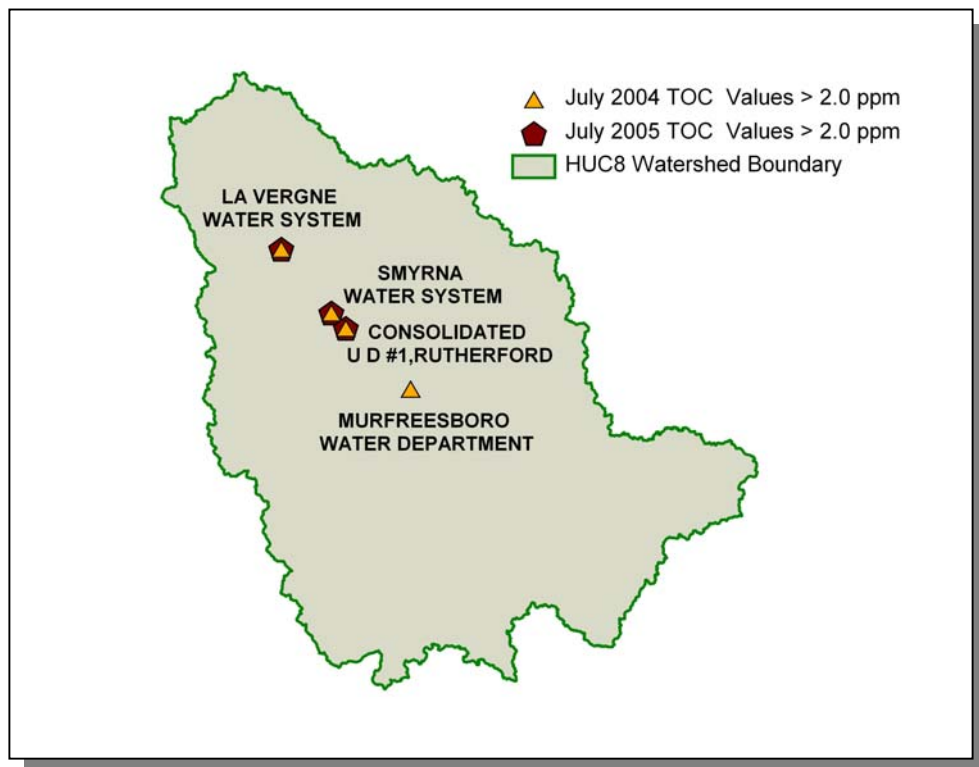 July 2004 TOC Values > 2.0 ppm
July 2005 TOC Values > 2.0 ppm
HUC8 Watershed Boundary
LA VERGNE
WATER SYSTEM
SMYRNA
WATER SYSTEM
CONSOLIDATED
U D #1,RUTHERFORD
MURFREESBORO
WATER DEPARTMENT